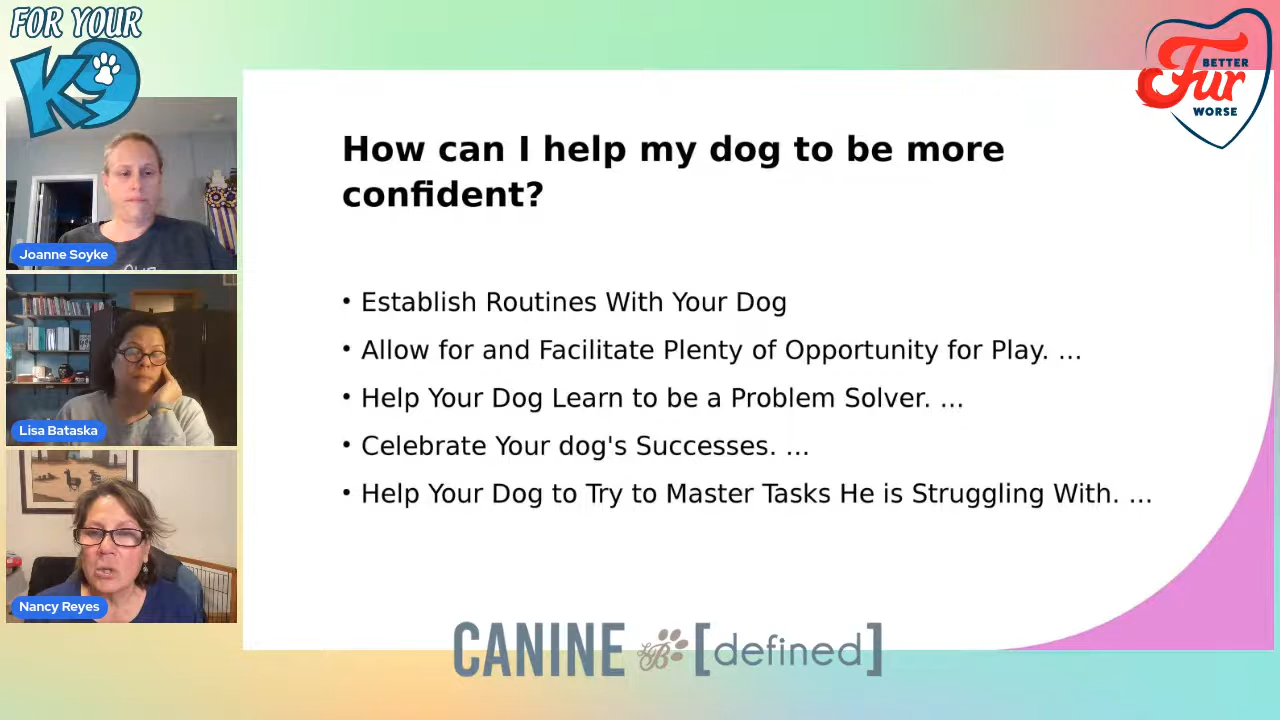 FOR YOUR
K9
BETTER
Fur
WORSE
How can I help my dog to be more
confident?
Joanne Soyke
• Establish Routines With Your Dog
• Allow for and Facilitate Plenty of Opportunity for Play. ...
• Help Your Dog Learn to be a Problem Solver. ...
Lisa Bataska
• Celebrate Your dog's Successes. ...
• Help Your Dog to Try to Master Tasks He is Struggling With. ...
Nancy Reyes
CANINE [defined]